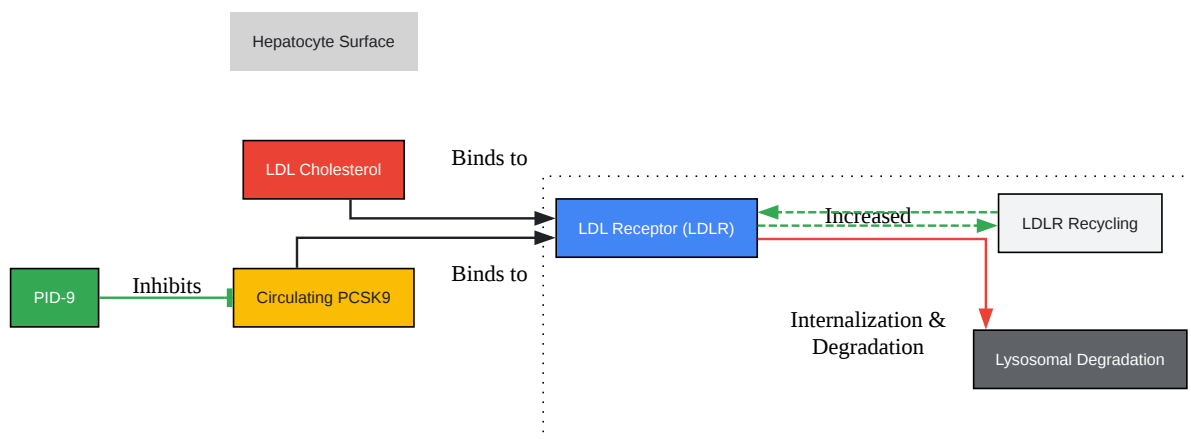 Hepatocyte Surface
LDL Cholesterol
Binds to
LDL Receptor (LDLR)
Increased
LDLR Recycling
PID-9
Inhibits
Circulating PCSK9
Binds to
Internalization &
Degradation
Lysosomal Degradation